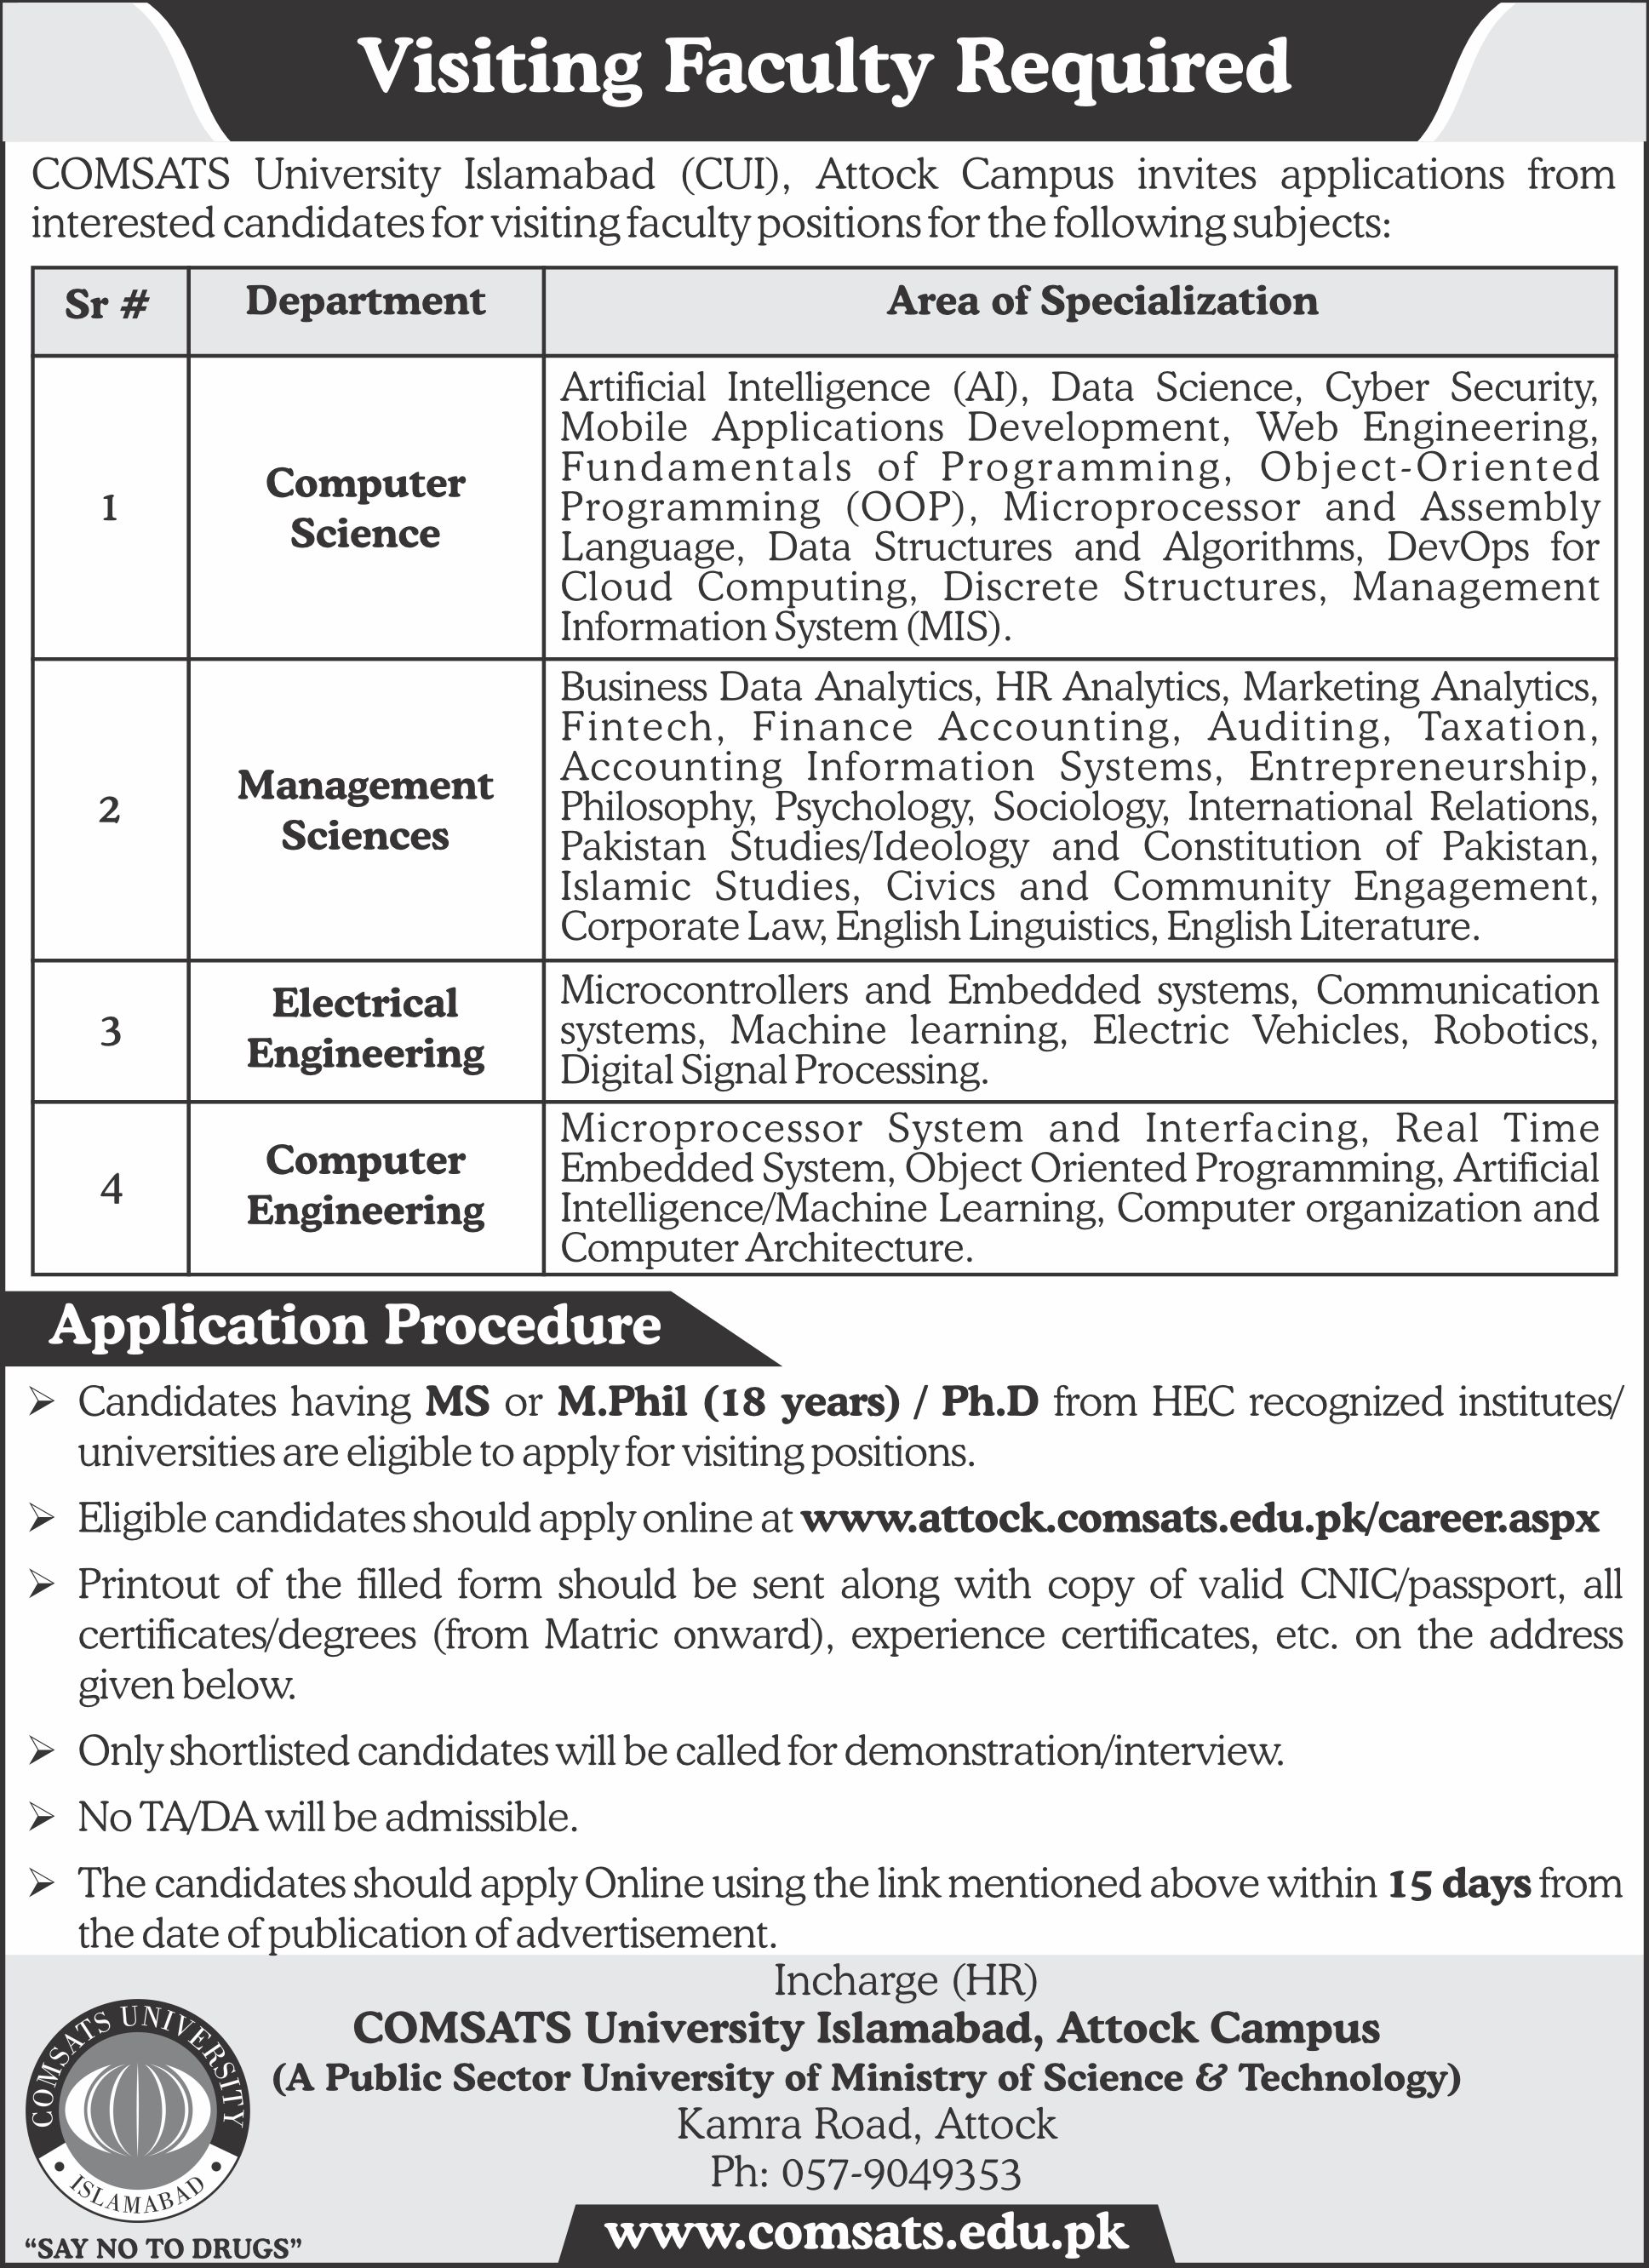 Visiting Faculty Required
COMSATS University Islamabad (CUI), Attock Campus invites applications from
interested candidates for visiting faculty positions for the following subjects:
Sr #
Department
Area of Specialization
1
Computer
Science
Artificial Intelligence (AI), Data Science, Cyber Security,
Mobile Applications Development, Web Engineering,
Fundamentals of Programming, Object-Oriented
Programming (OOP), Microprocessor and Assembly
Language, Data Structures and Algorithms, DevOps for
Cloud Computing, Discrete Structures, Management
Information System (MIS).
2
Management
Sciences
Business Data Analytics, HR Analytics, Marketing Analytics,
Fintech, Finance Accounting, Auditing, Taxation,
Accounting Information Systems, Entrepreneurship,
Philosophy, Psychology, Sociology, International Relations,
Pakistan Studies/Ideology and Constitution of Pakistan,
Islamic Studies, Civics and Community Engagement,
Corporate Law, English Linguistics, English Literature.
3
Electrical
Engineering
Microcontrollers and Embedded systems, Communication
systems, Machine learning, Electric Vehicles, Robotics,
Digital Signal Processing.
4
Computer
Engineering
Microprocessor System and Interfacing, Real Time
Embedded System, Object Oriented Programming, Artificial
Intelligence/Machine Learning, Computer organization and
Computer Architecture.
Application Procedure
➢ Candidates having MS or M.Phil (18 years) / Ph.D from HEC recognized institutes/
universities are eligible to apply for visiting positions.
➢ Eligible candidates should apply online at www.attock.comsats.edu.pk/career.aspx
➢ Printout of the filled form should be sent along with copy of valid CNIC/passport, all
certificates/degrees (from Matric onward), experience certificates, etc. on the address
given below.
➢ Only shortlisted candidates will be called for demonstration/interview.
➢ No TA/DA will be admissible.
➢ The candidates should apply Online using the link mentioned above within 15 days from
the date of publication of advertisement.
Incharge (HR)
COMSATS University Islamabad, Attock Campus
(A Public Sector University of Ministry of Science & Technology)
Kamra Road, Attock
Ph: 057-9049353
www.comsats.edu.pk
COMSATS UNIVERSITY
• ISLAMABAD •
“SAY NO TO DRUGS”